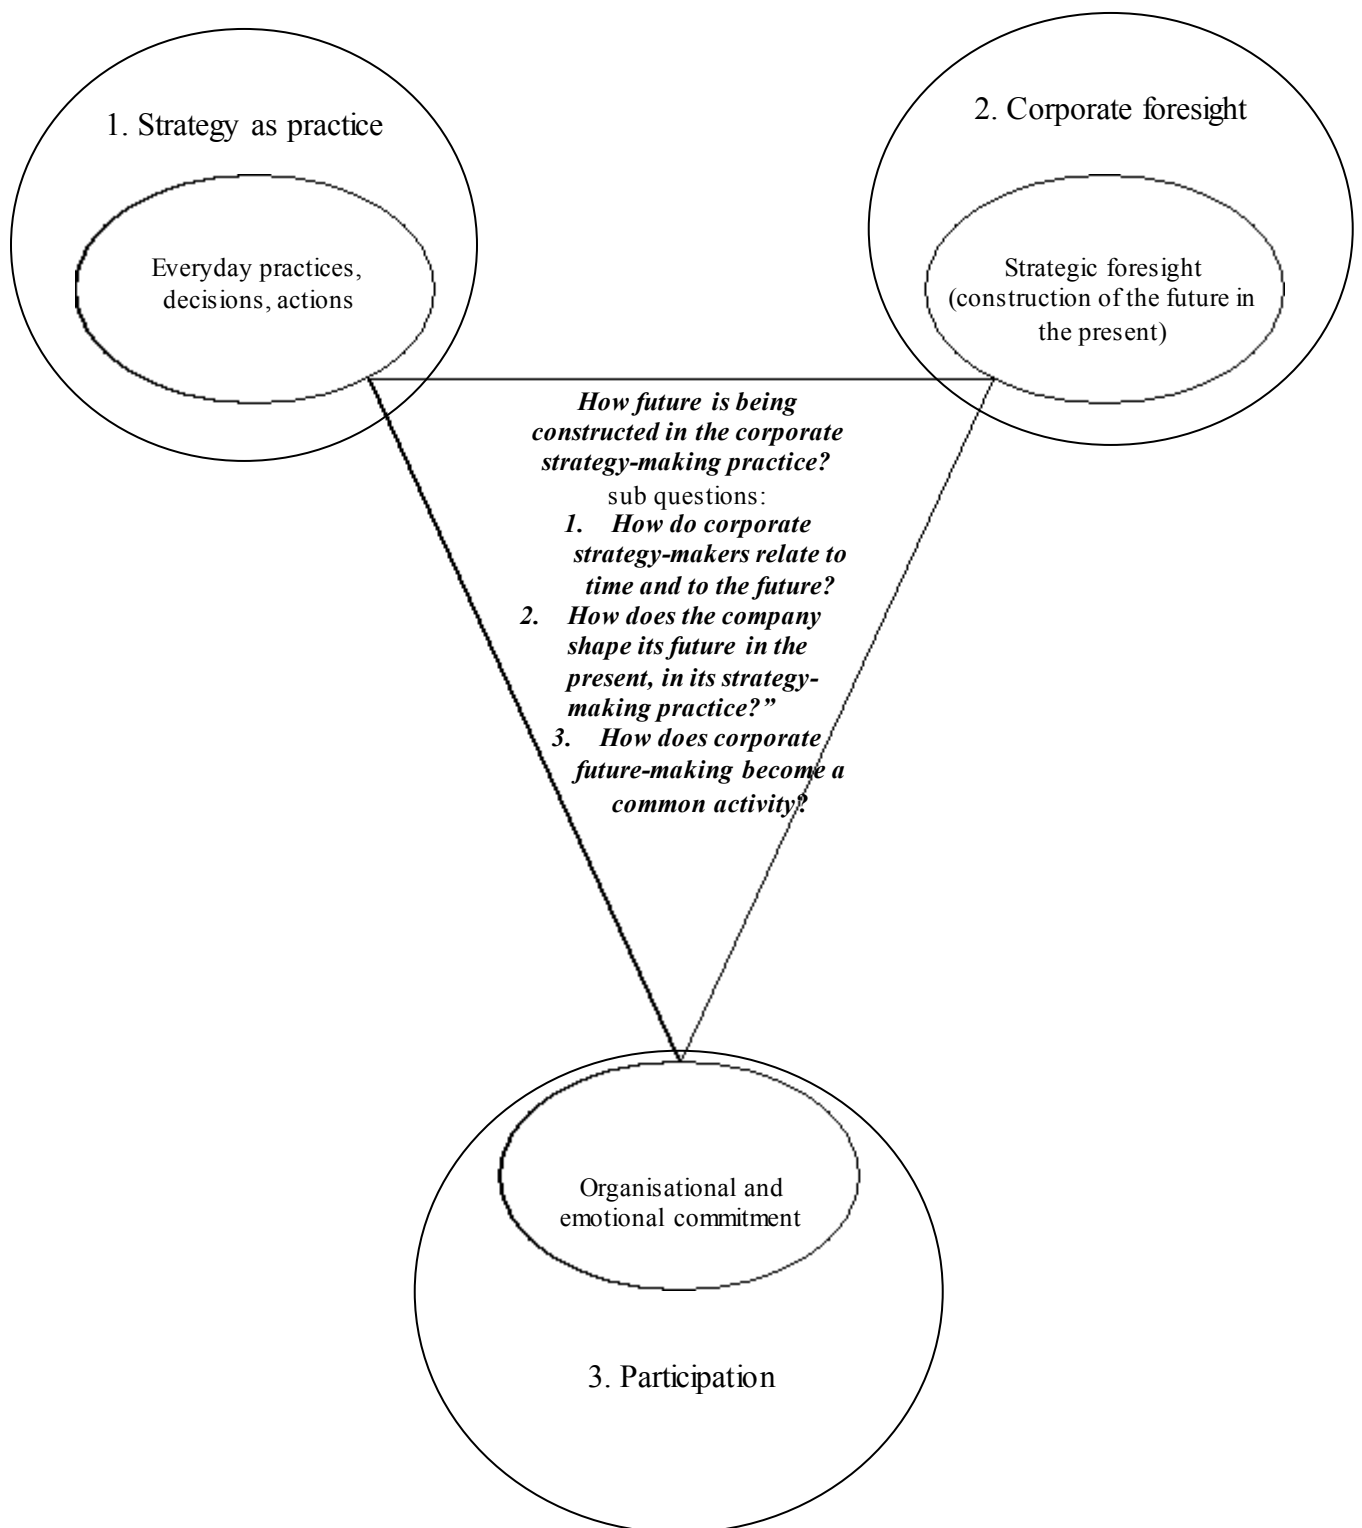 1. Strategy as practice
Everyday practices,
decisions, actions
2. Corporate foresight
Strategic foresight
(construction of the future in
the present)
How future is being
constructed in the corporate
strategy-making practice?
sub questions:
1. How do corporate
strategy-makers relate to
time and to the future?
2. How does the company
shape its future in the
present, in its strategy-
making practice?”
3. How does corporate
future-making become a
common activity?
Organisational and
emotional commitment
3. Participation